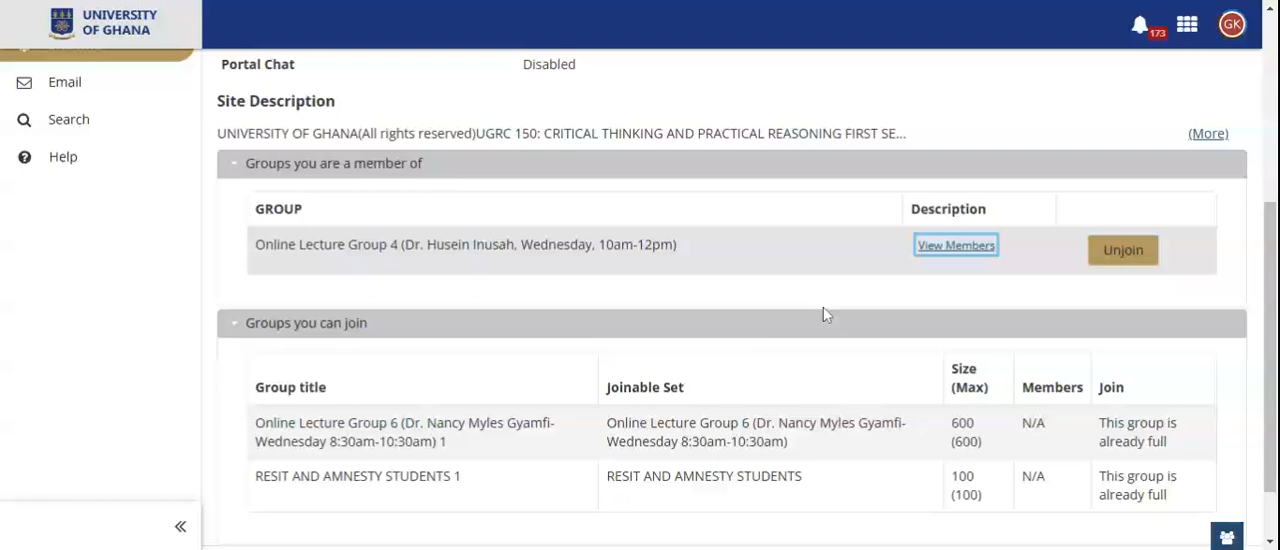 UNIVERSITY
OF GHANA
173
GK
Email
Search
Help
Portal Chat Disabled
Site Description
UNIVERSITY OF GHANA(All rights reserved)UGRC 150: CRITICAL THINKING AND PRACTICAL REASONING FIRST SE... (More)
Groups you are a member of
GROUP Description
Online Lecture Group 4 (Dr. Husein Inusah, Wednesday, 10am-12pm) View Members Unjoin
Groups you can join
Group title Joinable Set Size (Max) Members Join
Online Lecture Group 6 (Dr. Nancy Myles Gyamfi- Online Lecture Group 6 (Dr. Nancy Myles Gyamfi- 600 N/A This group is
Wednesday 8:30am-10:30am) 1 Wednesday 8:30am-10:30am) (600) already full
RESIT AND AMNESTY STUDENTS 1 RESIT AND AMNESTY STUDENTS 100 N/A This group is
(100) already full